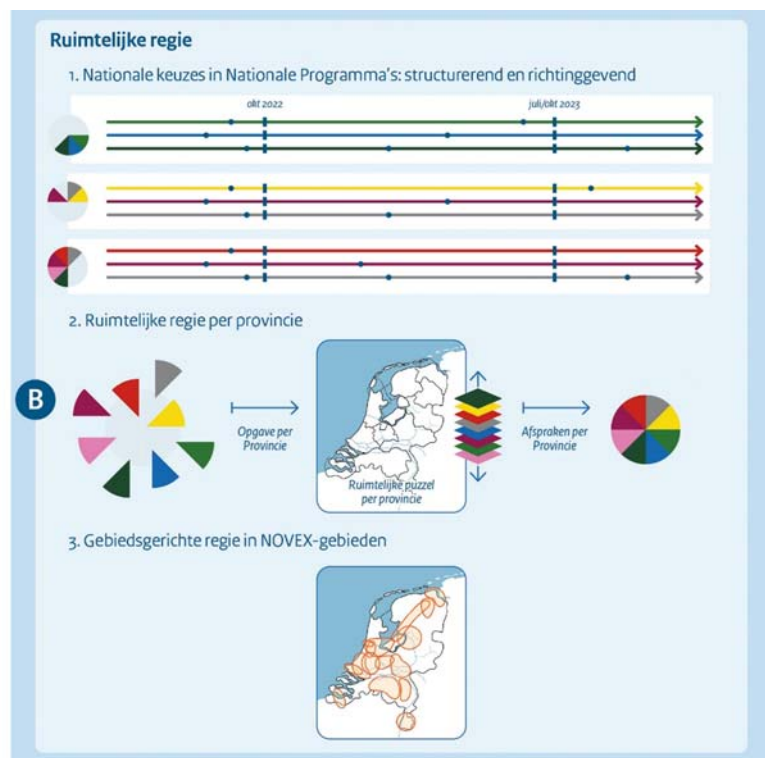 Ruimtelijke regie
1. Nationale keuzes in Nationale Programma's: structurerend en richtinggevend
okt 2022
juli/okt 2023
2. Ruimtelijke regie per provincie
B
Opgave per
Provincie
Ruimtelijke puzzel
per provincie
Afspraken per
Provincie
3. Gebiedsgerichte regie in NOVEX-gebieden